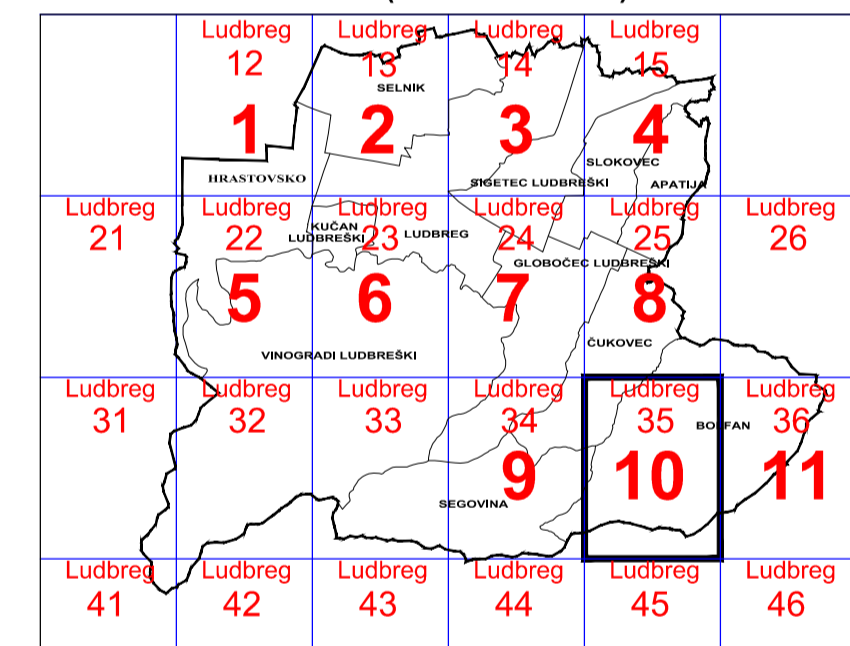 Ludbreg
12
Ludbreg
13
Ludbreg
14
Ludbreg
15
SELNIK
1
2
3
4
SLOKOVEC
HRASTOVSKO
SIGETEC LUDBREŠKI
APATIJA
Ludbreg
21
Ludbreg
22
Ludbreg
23
Ludbreg
24
Ludbreg
25
Ludbreg
26
KUČAN
LUDBREŠKI
LUDBREG
GLOBOČEC LUDBREŠKI
5
6
7
8
ČUKOVEC
VINOGRADI LUDBREŠKI
Ludbreg
31
Ludbreg
32
Ludbreg
33
Ludbreg
34
Ludbreg
35
Ludbreg
36
BOLFAN
9
10
11
SEGOVINA
Ludbreg
41
Ludbreg
42
Ludbreg
43
Ludbreg
44
Ludbreg
45
Ludbreg
46